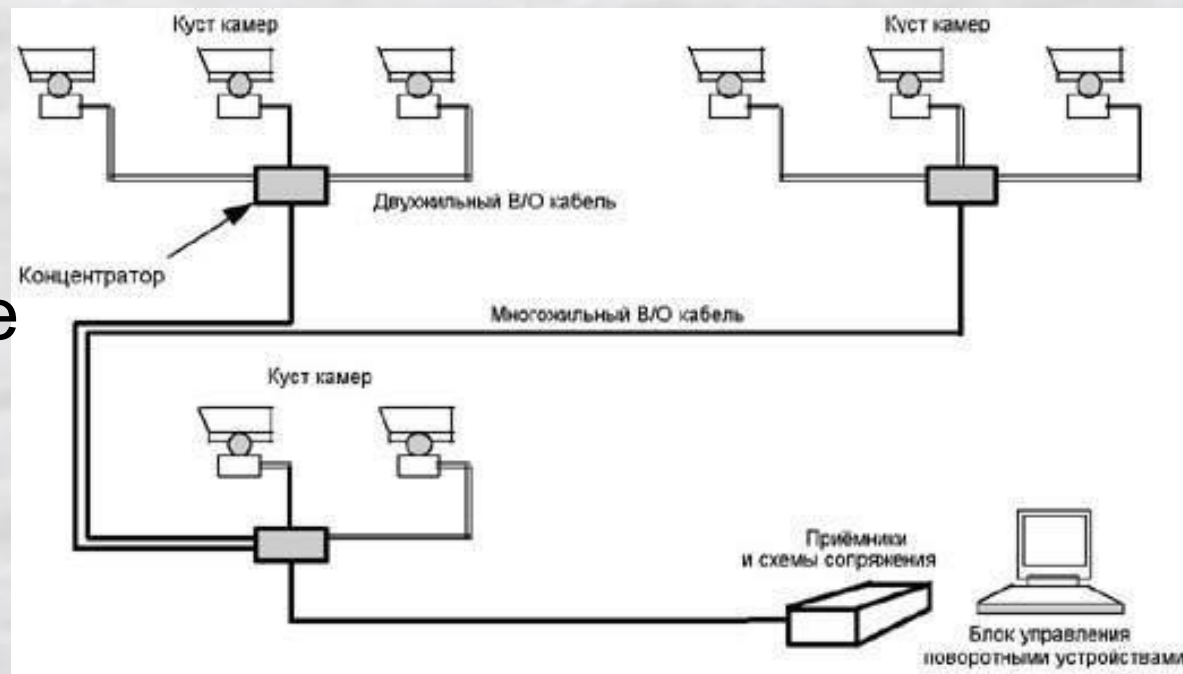 Куст камер
Куст камер
Двухжильный В/О кабель
Концентратор
е
Многожильный В/О кабель
Куст камер
Приёмники
и схемы сопряжения
Блок управления
поворотными устройствами